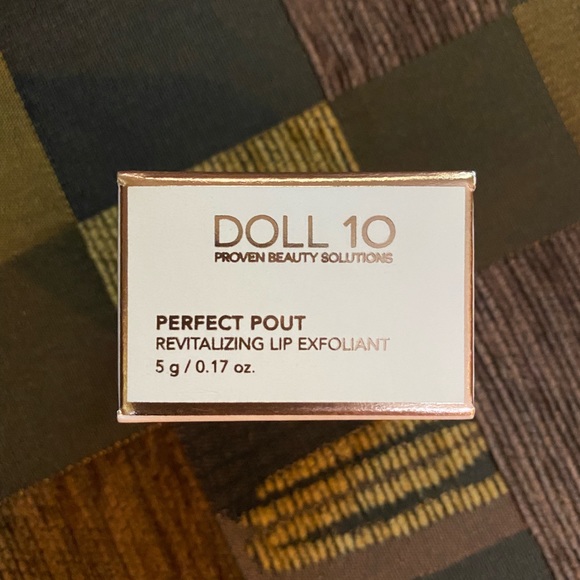 DOLL 10
PROVEN BEAUTY SOLUTIONS
PERFECT POUT
REVITALIZING LIP EXFOLIANT
5 g / 0.17 oz.